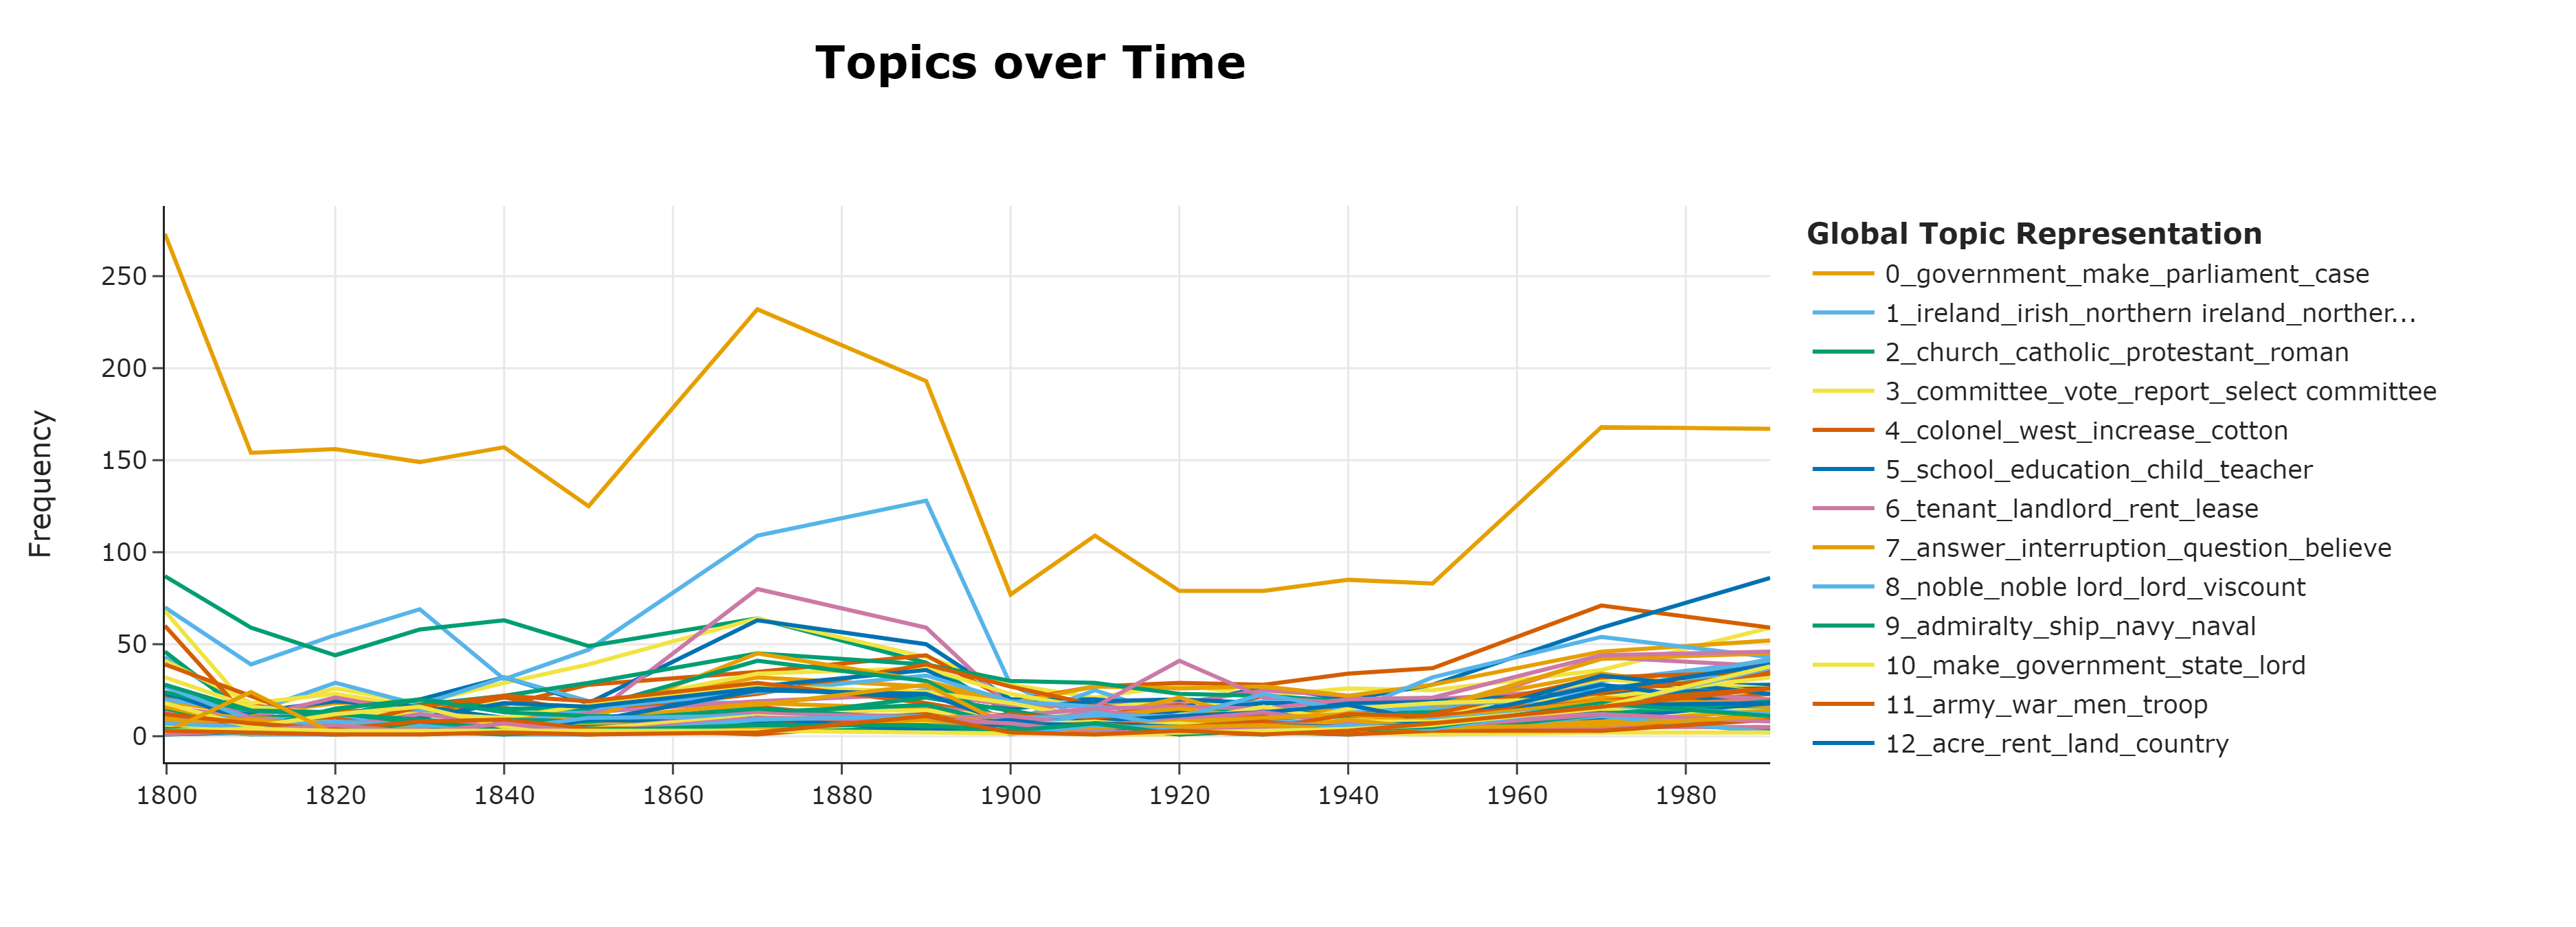 Topics over Time
Global Topic Representation
0_government_make_parliament_case
1_ireland_irish_northern ireland_norther...
2_church_catholic_protestant_roman
3_committee_vote_report_select committee
4_colonel_west_increase_cotton
5_school_education_child_teacher
6_tenant_landlord_rent_lease
7_answer_interruption_question_believe
8_noble_noble lord_lord_viscount
9_admiralty_ship_navy_naval
10_make_government_state_lord
11_army_war_men_troop
12_acre_rent_land_country
Frequency
250
200
150
100
50
0
1800 1820 1840 1860 1880 1900 1920 1940 1960 1980